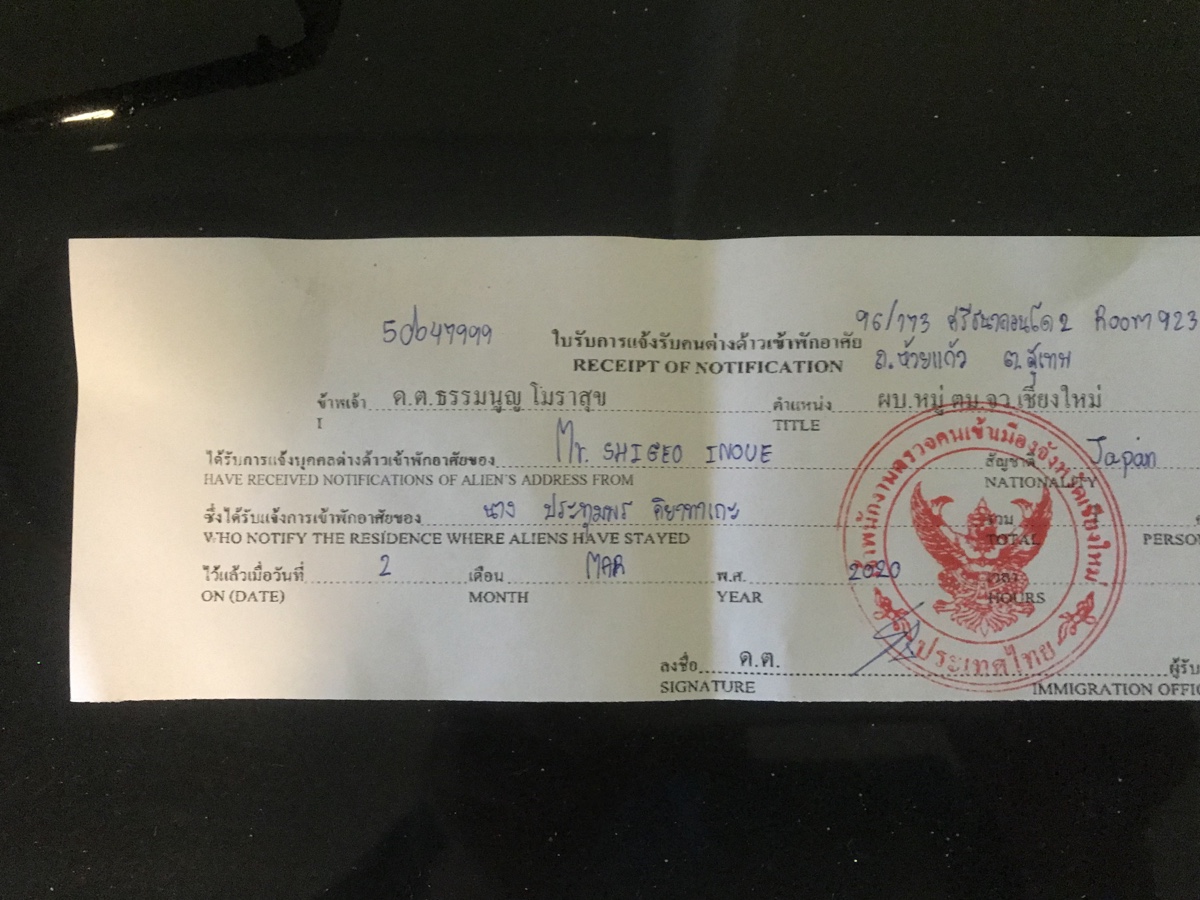 96/173 ศรีธนาคอนโด 2 Room 923
ถ.ห้วยแก้ว ต.สุเทพ
ใบรับการแจ้งรับคนต่างด้าวเข้าพักอาศัย
RECEIPT OF NOTIFICATION
ข้าพเจ้า ด.ต.ธรรมนูญ โมราสุข ตำแหน่ง ผบ.หมู่ ตม.จว.เชียงใหม่
I TITLE
ได้รับการแจ้งบุคคลต่างด้าวเข้าพักอาศัยของ Mr. SHIGEO INOUE สัญชาติ Japan
HAVE RECEIVED NOTIFICATIONS OF ALIEN'S ADDRESS FROM NATIONALITY
ซึ่งได้รับแจ้งการเข้าพักอาศัยของ นาง ประทุมพร คิยาทาเกะ รวม
WHO NOTIFY THE RESIDENCE WHERE ALIENS HAVE STAYED TOTAL PERSO
ไว้แล้วเมื่อวันที่ 2 เดือน MAR พ.ศ. 2020 เวลา
ON (DATE) MONTH YEAR HOURS
ลงชื่อ ด.ต. ผู้รับ
SIGNATURE IMMIGRATION OFFIC
ประเทศไทย